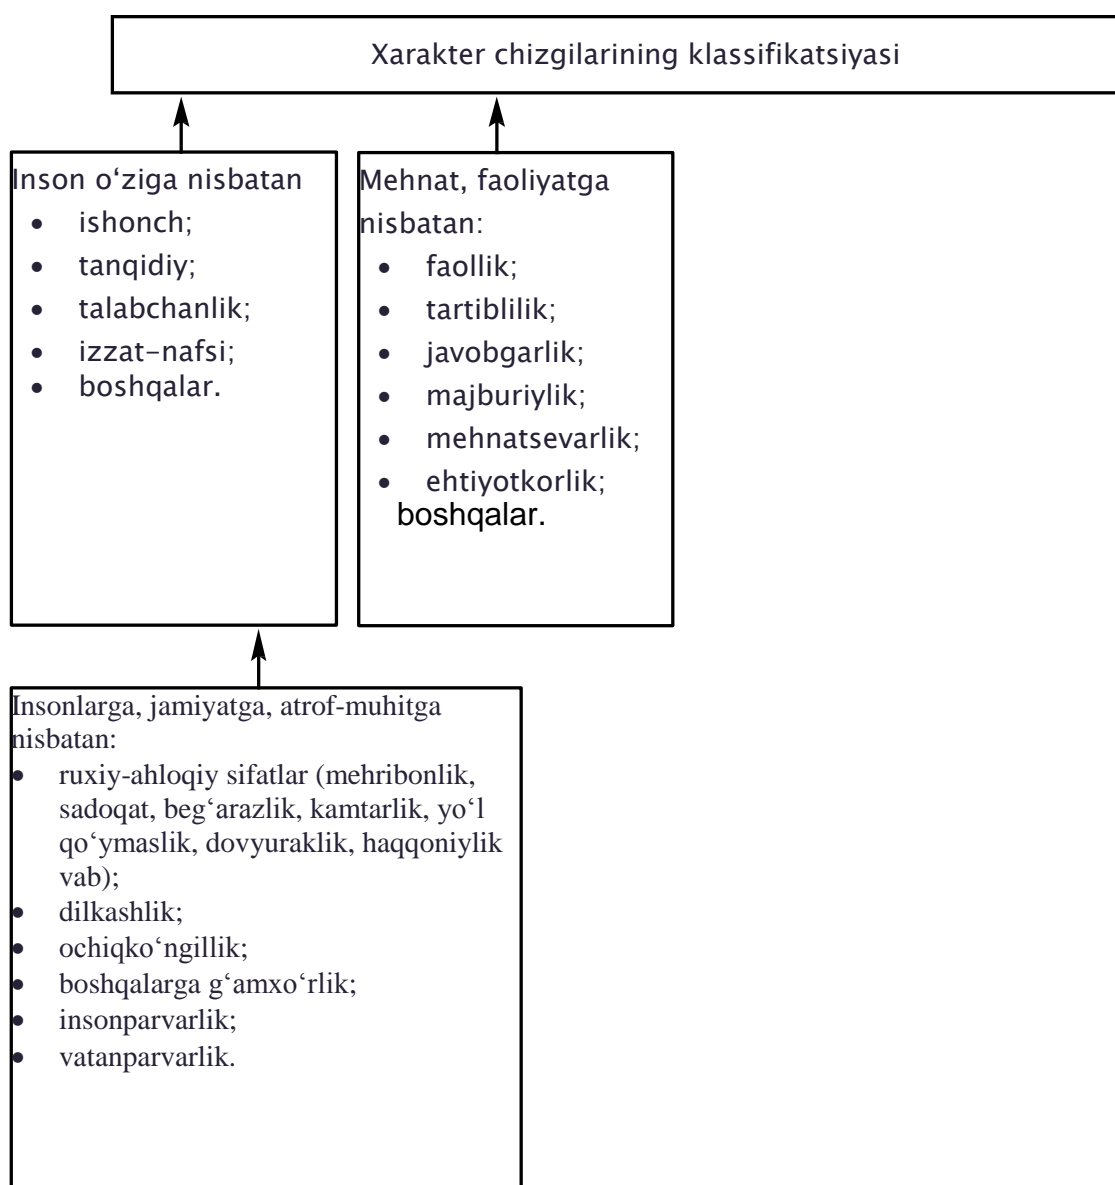 Xarakter chizgilarining klassifikatsiyasi
Inson o‘ziga nisbatan
• ishonch;
• tanqidiy;
• talabchanlik;
• izzat-nafsi;
• boshqalar.
Mehnat, faoliyatga
nisbatan:
• faollik;
• tartiblilik;
• javobgarlik;
• majburiylik;
• mehnatsevarlik;
• ehtiyotkorlik;
boshqalar.
Insonlarga, jamiyatga, atrof-muhitga
nisbatan:
• ruxiy-ahloqiy sifatlar (mehribonlik,
sadoqat, beg‘arazlik, kamtarlik, yo‘l
qo‘ymaslik, dovyuraklik, haqqoniylik
vab);
• dilkashlik;
• ochiqko‘ngillik;
• boshqalarga g‘amxo‘rlik;
• insonparvarlik;
• vatanparvarlik.